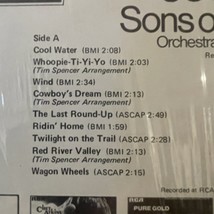 Sons o
Orchestra
Re
Side A
Cool Water (BMI 2:08)
Whoopie-Ti-Yi-Yo (BMI 2:03)
(Tim Spencer Arrangement)
Wind (BMI 2:34)
Cowboy's Dream (BMI 2:13)
(Tim Spencer Arrangement)
The Last Round-Up (ASCAP 2:49)
Ridin' Home (BMI 1:59)
Twilight on the Trail (ASCAP 2:28)
Red River Valley (BMI 2:13)
(Tim Spencer Arrangement)
Wagon Wheels (ASCAP 2:15)
Recorded at RCA
RCA
PURE GOLD